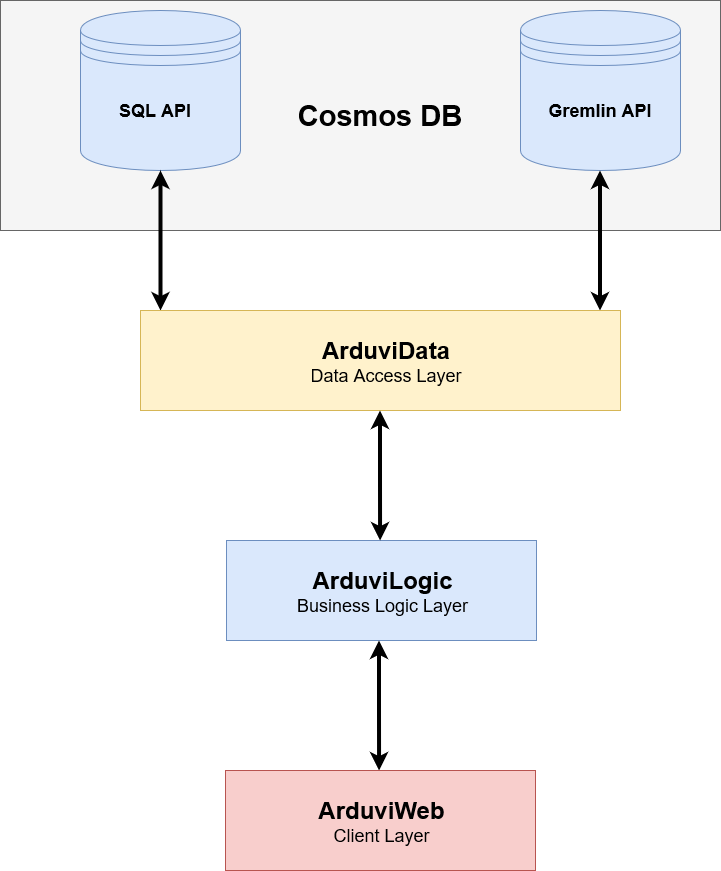 SQL API
Cosmos DB
Gremlin API
ArduviData
Data Access Layer
ArduviLogic
Business Logic Layer
ArduviWeb
Client Layer